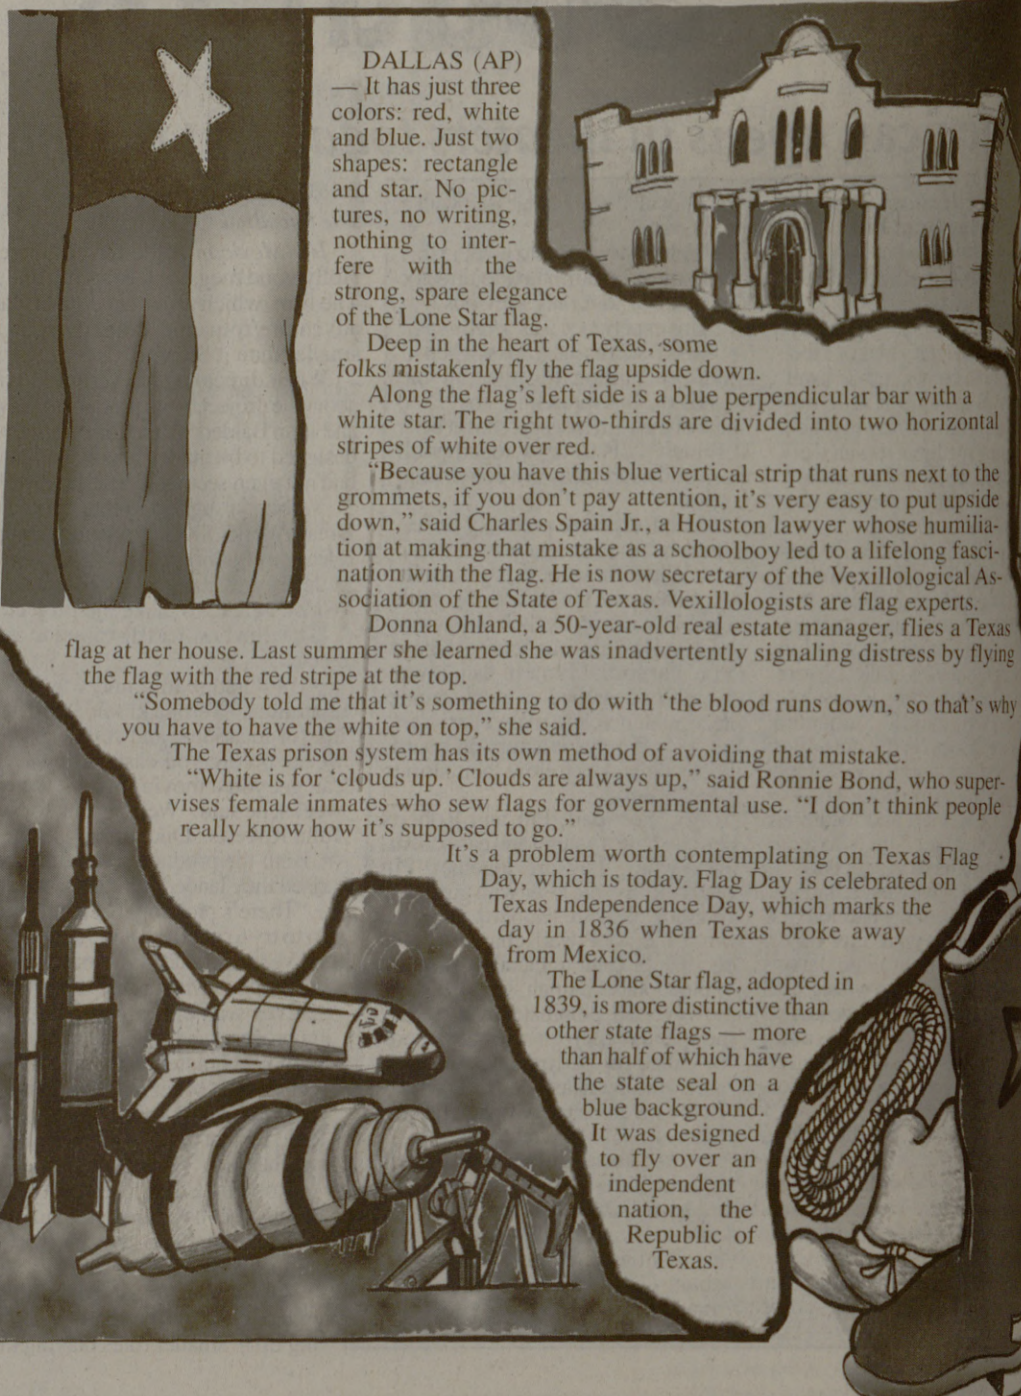 DALLAS (AP)
— It has just three
colors: red, white
and blue. Just two
shapes: rectangle
and star. No pic-
tures, no writing,
nothing to inter-
fere with the
strong, spare elegance
of the Lone Star flag.
Deep in the heart of Texas, some
folks mistakenly fly the flag upside down.
Along the flag's left side is a blue perpendicular bar with a
white star. The right two-thirds are divided into two horizontal
stripes of white over red.
“Because you have this blue vertical strip that runs next to the
grommets, if you don't pay attention, it's very easy to put upside
down,” said Charles Spain Jr., a Houston lawyer whose humilia-
tion at making that mistake as a schoolboy led to a lifelong fasci-
nation with the flag. He is now secretary of the Vexillological As-
sociation of the State of Texas. Vexillologists are flag experts.
Donna Ohland, a 50-year-old real estate manager, flies a Texas
flag at her house. Last summer she learned she was inadvertently signaling distress by flying
the flag with the red stripe at the top.
“Somebody told me that it's something to do with ‘the blood runs down,’ so that's why
you have to have the white on top,” she said.
The Texas prison system has its own method of avoiding that mistake.
“White is for ‘clouds up.’ Clouds are always up,” said Ronnie Bond, who super-
vises female inmates who sew flags for governmental use. “I don't think people
really know how it's supposed to go.”
It's a problem worth contemplating on Texas Flag
Day, which is today. Flag Day is celebrated on
Texas Independence Day, which marks the
day in 1836 when Texas broke away
from Mexico.
The Lone Star flag, adopted in
1839, is more distinctive than
other state flags — more
than half of which have
the state seal on a
blue background.
It was designed
to fly over an
independent
nation, the
Republic of
Texas.